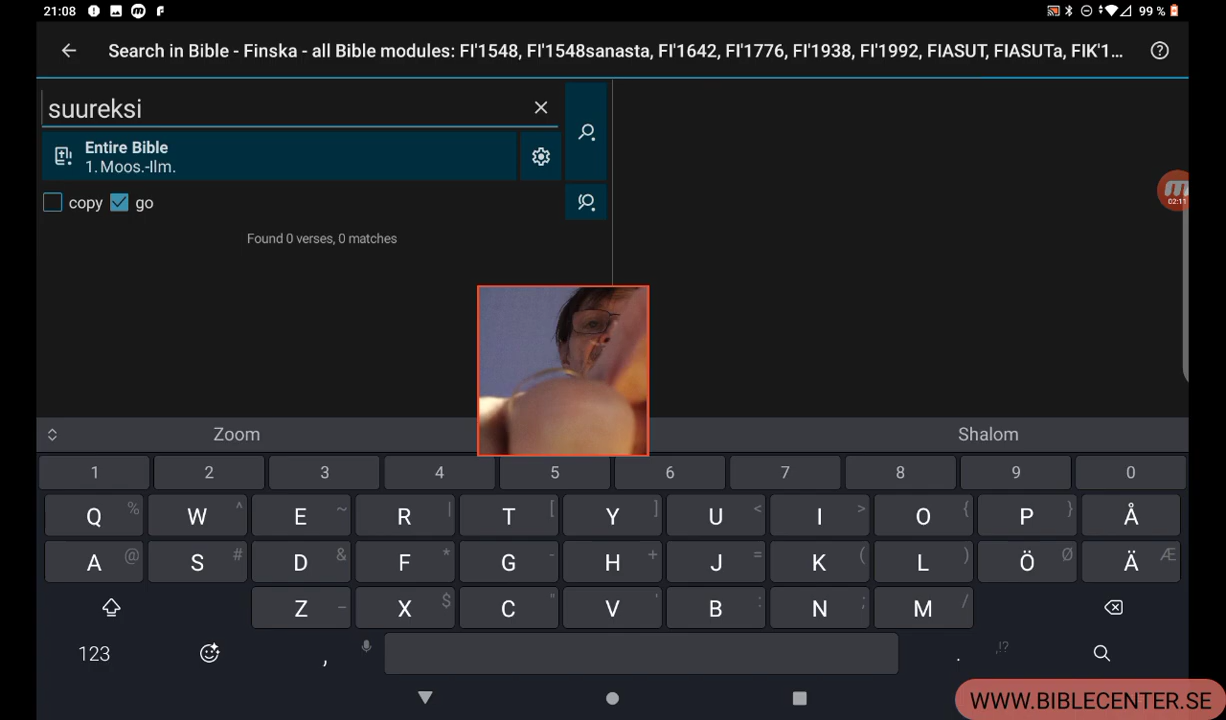 21:08
99 %
Search in Bible - Finska - all Bible modules: FI'1548, FI'1548sanasta, FI'1642, FI'1776, FI'1938, FI'1992, FIASUT, FIASUTa, FIK'1…
suureksi
Entire Bible
1. Moos.-Ilm.
copy go
02:11
Found 0 verses, 0 matches
Zoom Shalom
1 2 3 4 5 6 7 8 9 0
Q % W ^ E ~ R | T [ Y ] U < I > O { P } Å
A @ S # D & F * G - H + J = K ( L ) Ö Ø Ä Æ
Z _ X $ C " V ' B : N ; M /
123 , . ,!?
WWW.BIBLECENTER.SE